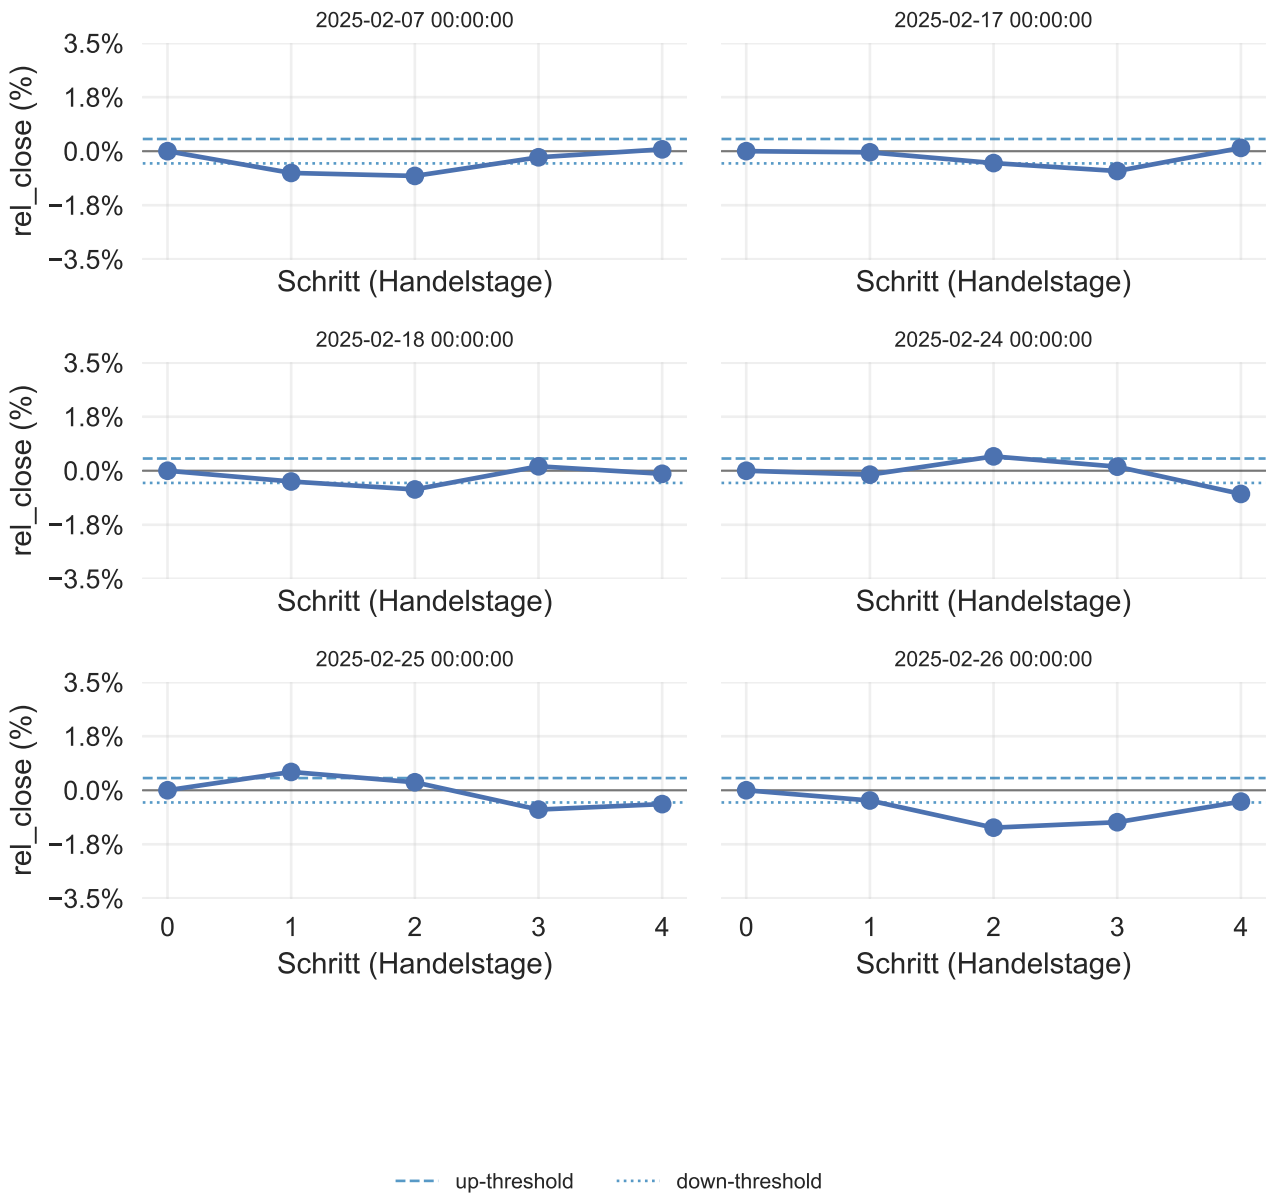 2025-02-07 00:00:00
2025-02-17 00:00:00
rel_close (%)
3.5%
1.8%
0.0%
−1.8%
−3.5%
Schritt (Handelstage)
Schritt (Handelstage)
2025-02-18 00:00:00
2025-02-24 00:00:00
rel_close (%)
3.5%
1.8%
0.0%
−1.8%
−3.5%
Schritt (Handelstage)
Schritt (Handelstage)
2025-02-25 00:00:00
2025-02-26 00:00:00
rel_close (%)
3.5%
1.8%
0.0%
−1.8%
−3.5%
0 1 2 3 4
0 1 2 3 4
Schritt (Handelstage)
Schritt (Handelstage)
up-threshold
down-threshold